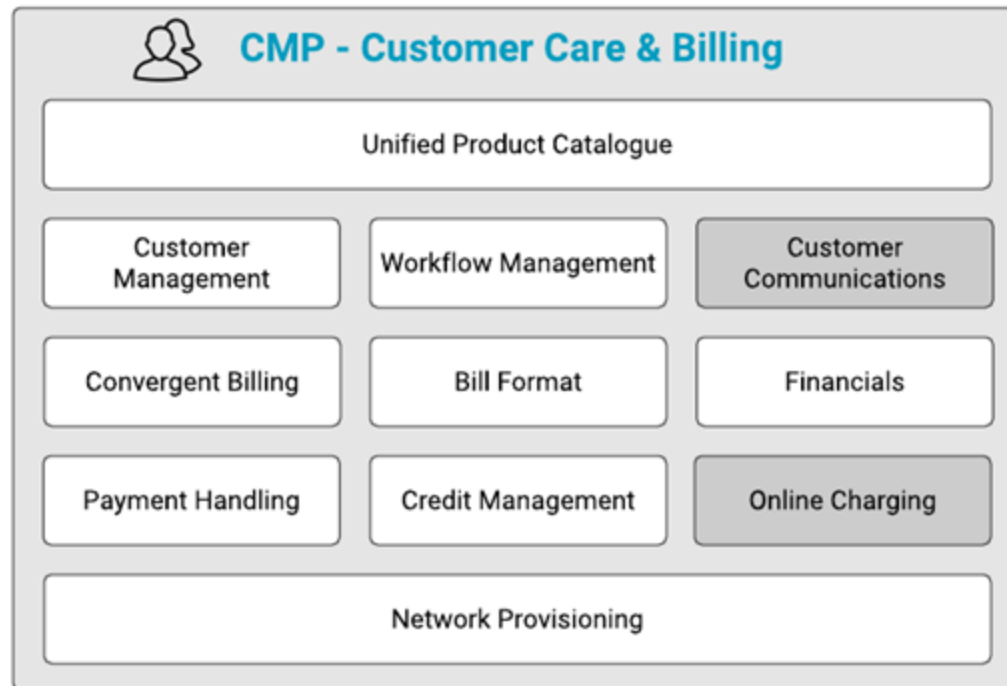 CMP - Customer Care & Billing
Unified Product Catalogue
Customer
Management
Workflow Management
Customer
Communications
Convergent Billing
Bill Format
Financials
Payment Handling
Credit Management
Online Charging
Network Provisioning